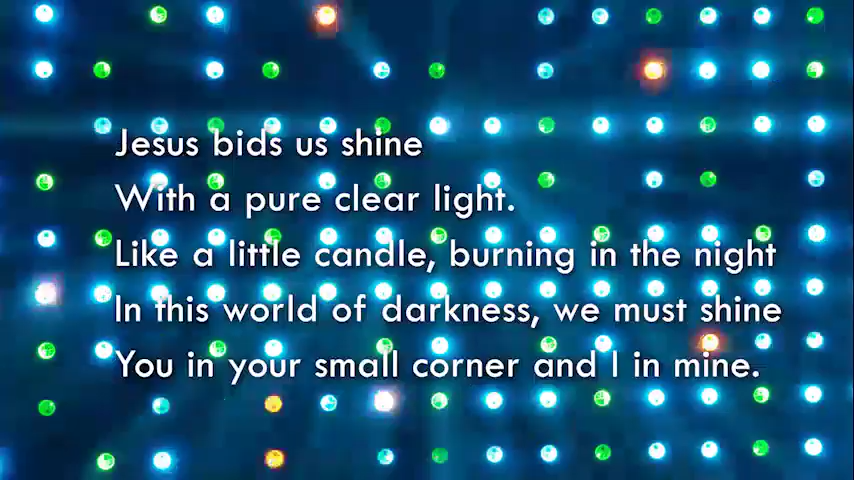 Jesus bids us shine
With a pure clear light.
Like a little candle, burning in the night
In this world of darkness, we must shine
You in your small corner and I in mine.